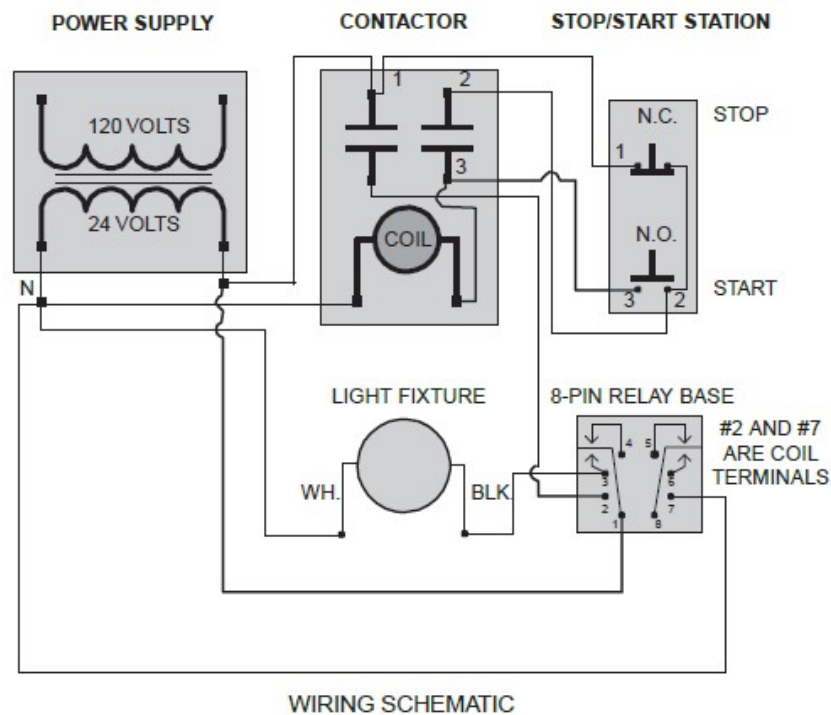 POWER SUPPLY
CONTACTOR
STOP/START STATION
120 VOLTS
24 VOLTS
N
1
2
3
COIL
N.C.
STOP
1
N.O.
START
3
2
LIGHT FIXTURE
WH.
BLK.
8-PIN RELAY BASE
#2 AND #7
ARE COIL
TERMINALS
4
5
3
6
2
7
1
8
WIRING SCHEMATIC